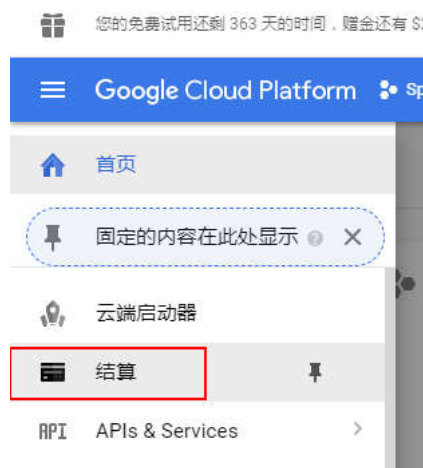 您的免费试用还剩 363 天的时间，赠金还有 $
Google Cloud Platform Sp
首页
固定的内容在此处显示
云端启动器
结算
API APIs & Services